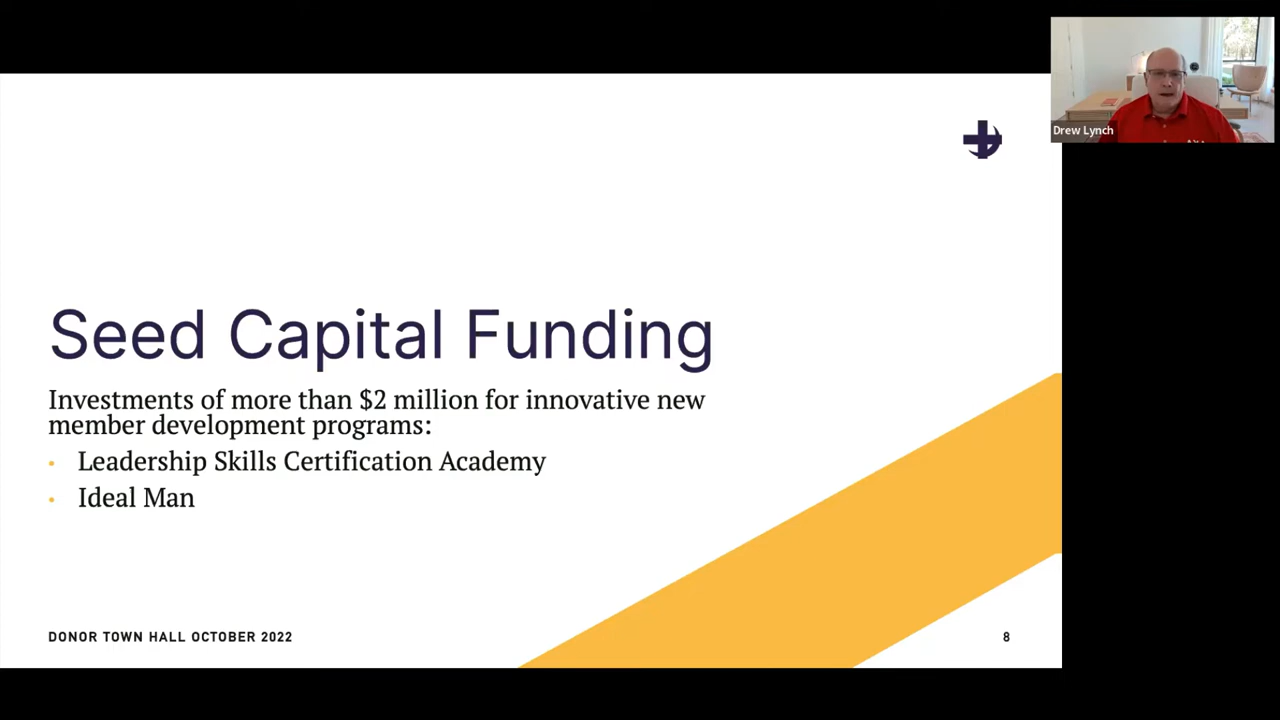 Drew Lynch
Seed Capital Funding
Investments of more than $2 million for innovative new
member development programs:
• Leadership Skills Certification Academy
• Ideal Man
DONOR TOWN HALL OCTOBER 2022
8